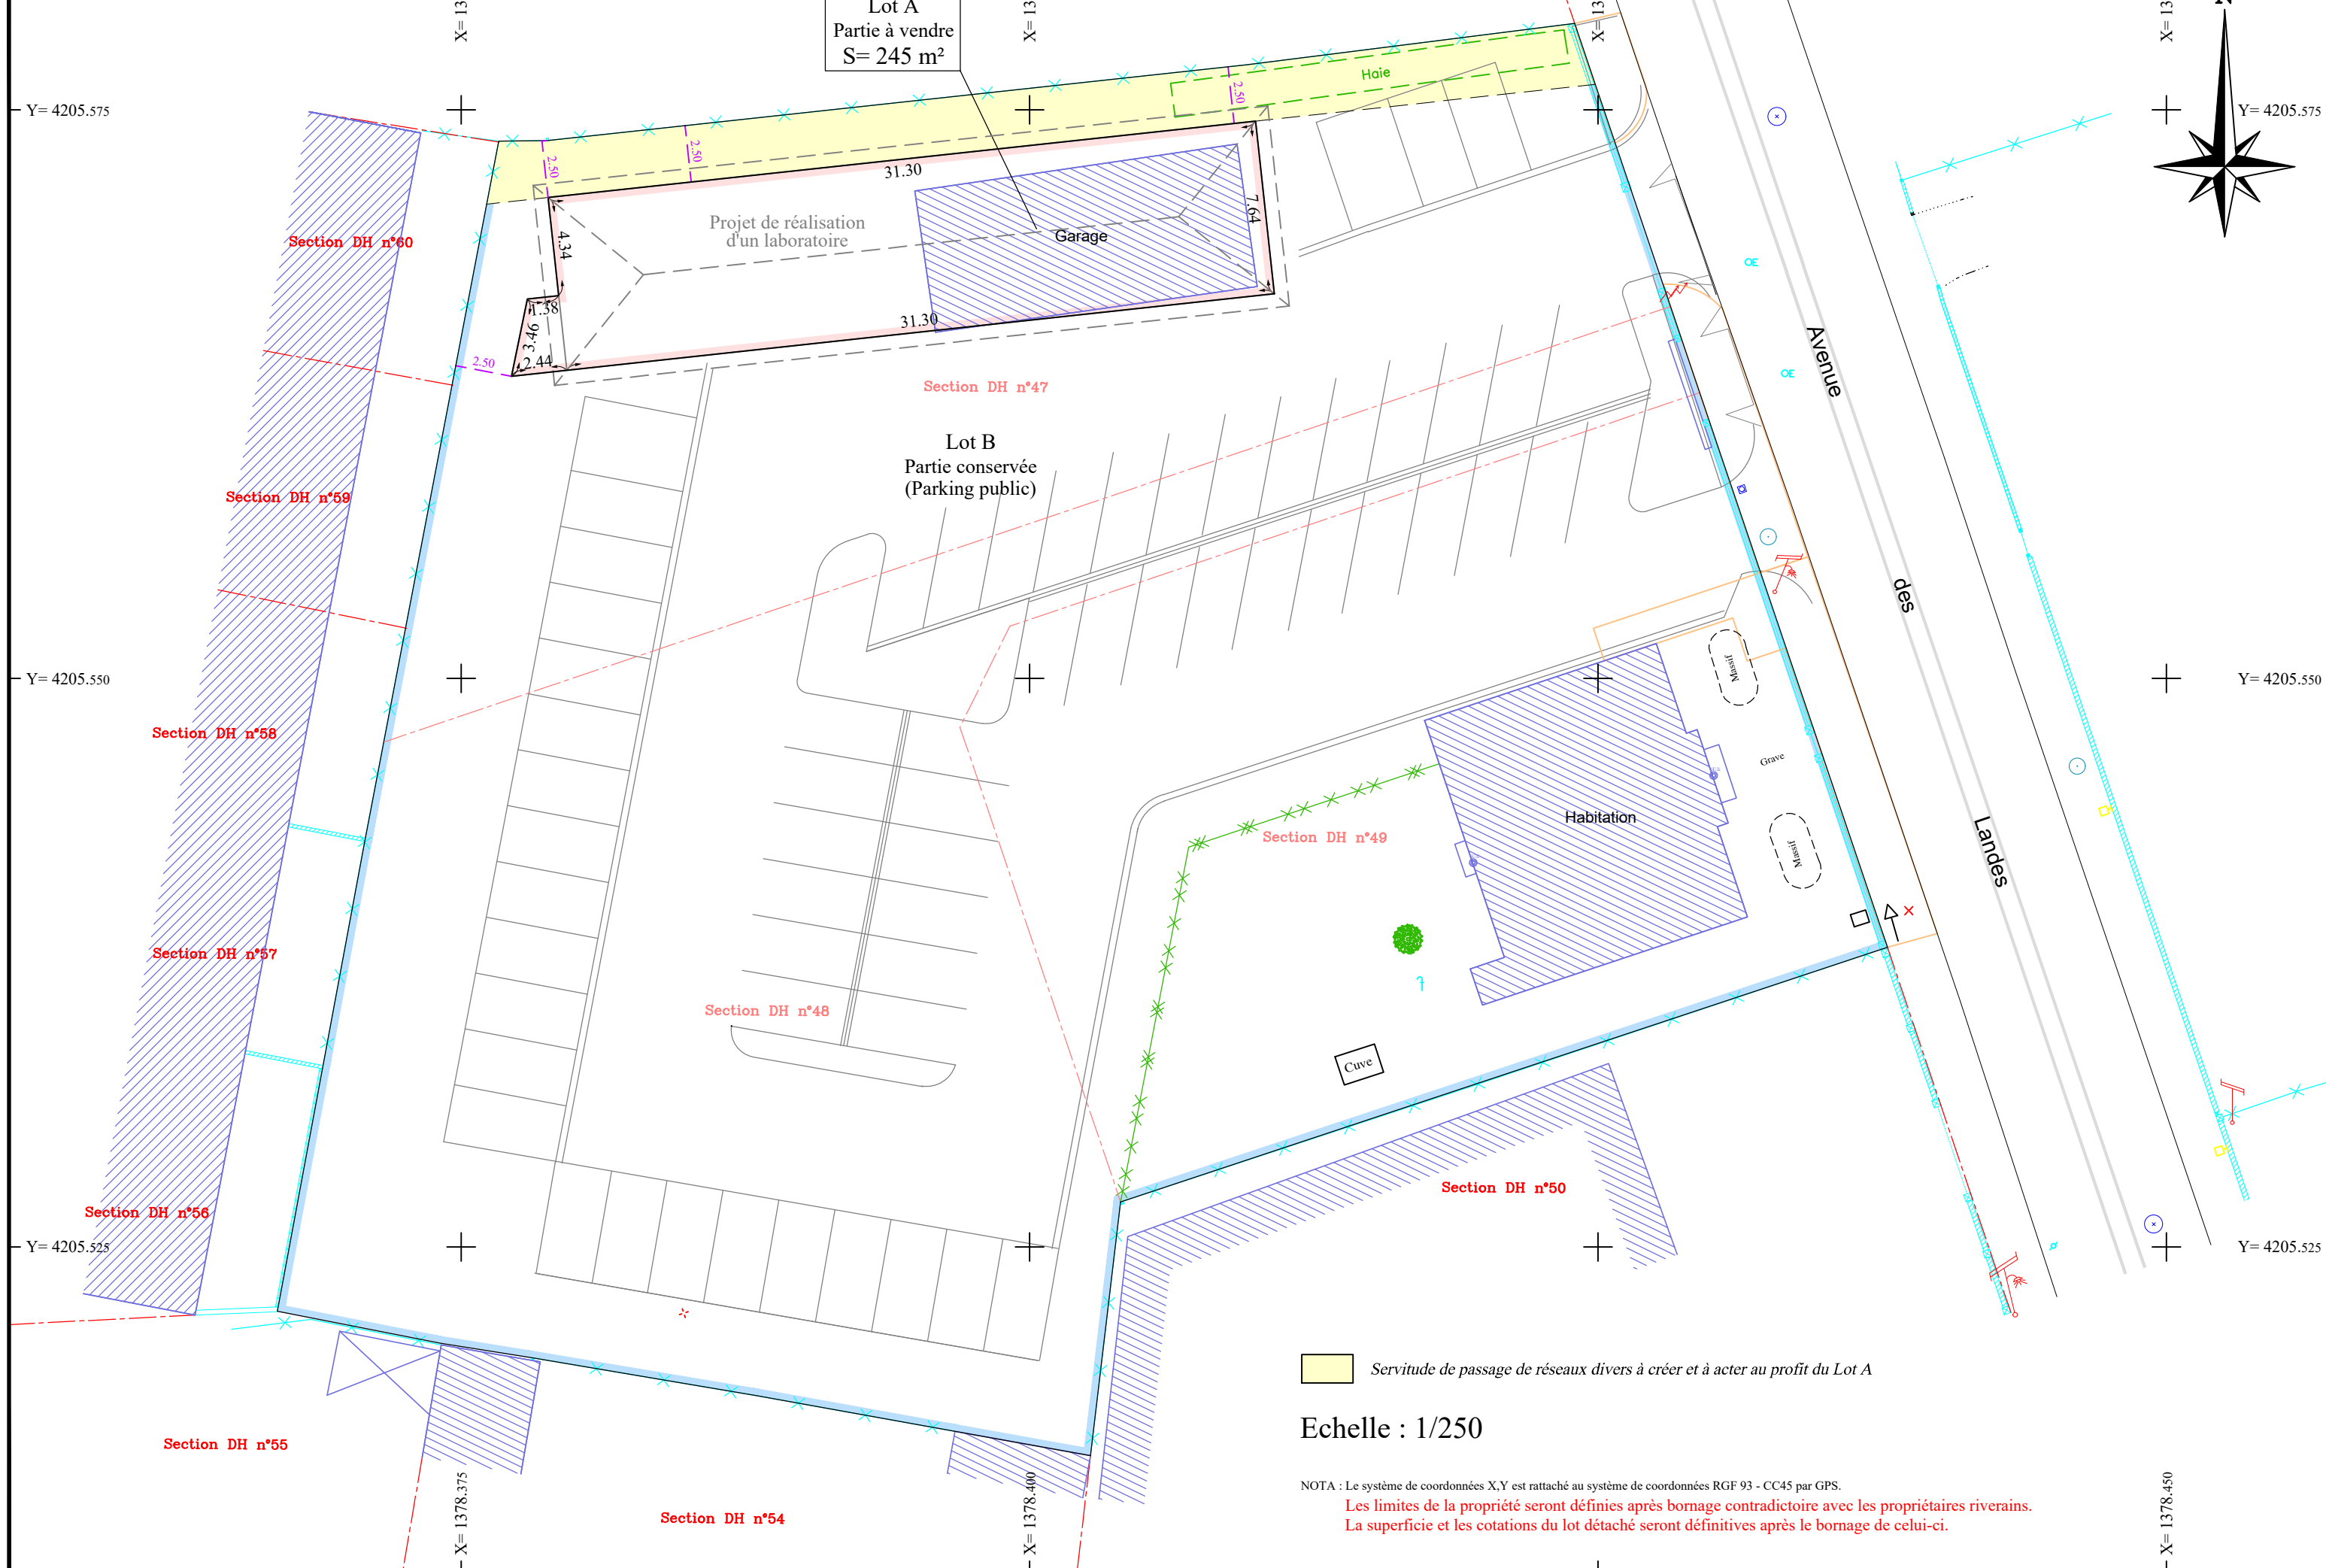 Lot A
Partie à vendre
S= 245 m²
N
X= 13
X= 13
X= 13
X= 13
Y= 4205.575
Y= 4205.575
Haie
2.50
2.50
2.50
31.30
7.64
4.34
Projet de réalisation
d'un laboratoire
Garage
Section DH n°60
1.38
3.46
2.44
31.30
2.50
Section DH n°47
Avenue
des
Landes
OE
OE
Lot B
Partie conservée
(Parking public)
Section DH n°59
Y= 4205.550
Y= 4205.550
Massif
Grave
Massif
Section DH n°58
Section DH n°49
Habitation
Section DH n°57
Section DH n°48
Cuve
Section DH n°50
Section DH n°56
Y= 4205.525
Y= 4205.525
Servitude de passage de réseaux divers à créer et à acter au profit du Lot A
Echelle : 1/250
Section DH n°55
Section DH n°54
X= 1378.375
X= 1378.400
X= 1378.450
NOTA : Le système de coordonnées X,Y est rattaché au système de coordonnées RGF 93 - CC45 par GPS.
Les limites de la propriété seront définies après bornage contradictoire avec les propriétaires riverains.
La superficie et les cotations du lot détaché seront définitives après le bornage de celui-ci.